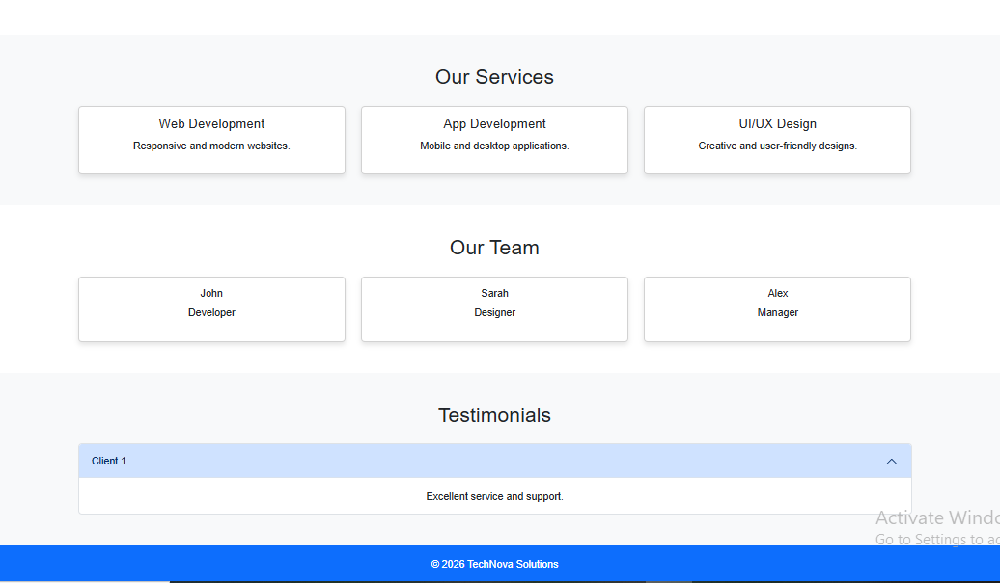 Our Services
Web Development
Responsive and modern websites.
App Development
Mobile and desktop applications.
UI/UX Design
Creative and user-friendly designs.
Our Team
John
Developer
Sarah
Designer
Alex
Manager
Testimonials
Client 1
Excellent service and support.
Activate
Go to Settings to
© 2026 TechNova Solutions